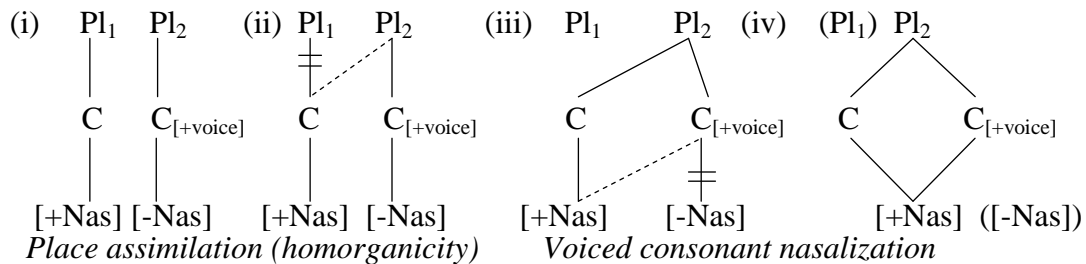 (i) Pl₁ Pl₂ (ii) Pl₁ Pl₂ (iii) Pl₁ Pl₂ (iv) (Pl₁) Pl₂
C C[+voice] C C[+voice] C C[+voice] C C[+voice]
[+Nas] [-Nas] [+Nas] [-Nas] [+Nas] [-Nas] [+Nas] ([-Nas])
Place assimilation (homorganicity) Voiced consonant nasalization